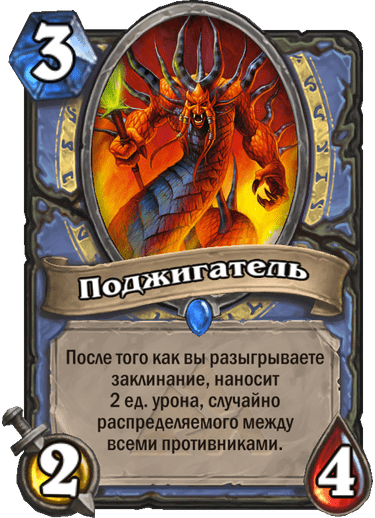 3
Поджигатель
После того как вы разыгрываете
заклинание, наносит
2 ед. урона, случайно
распределяемого между
всеми противниками.
2
4